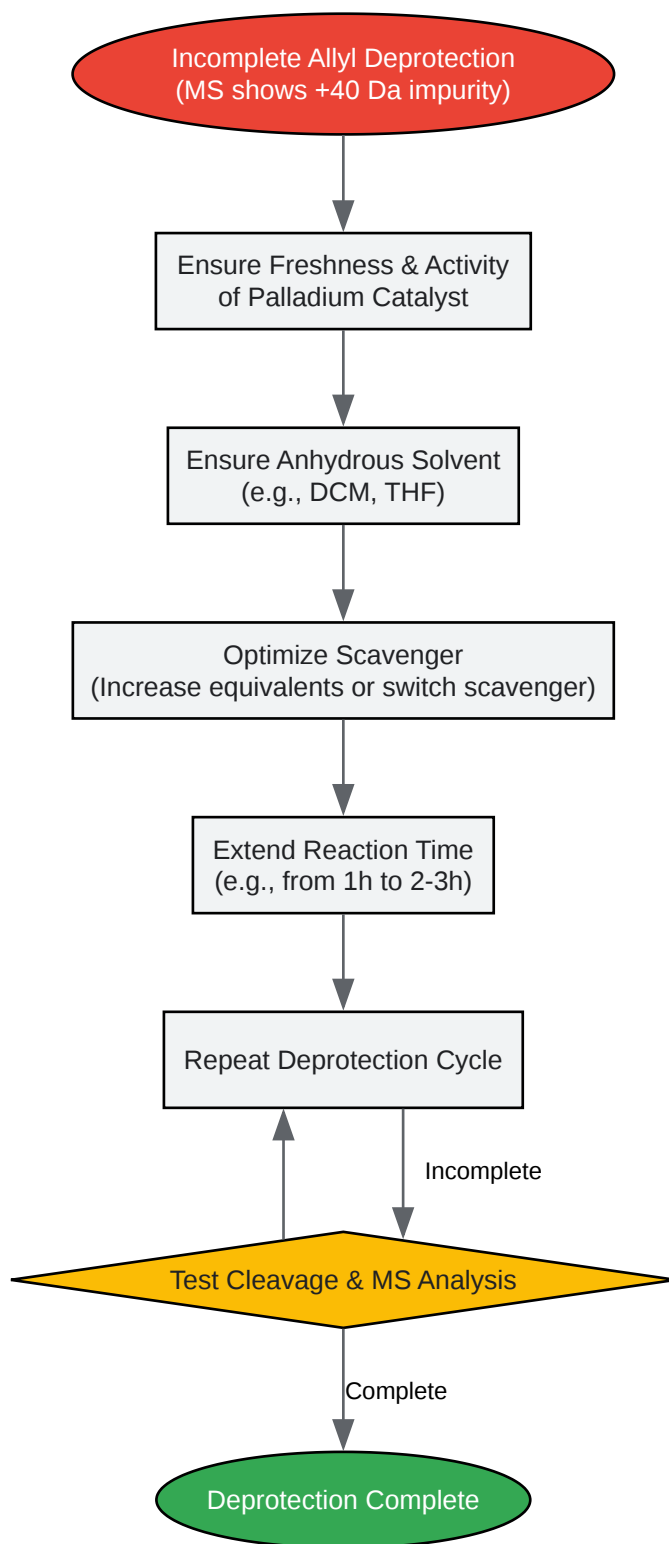 Incomplete Allyl Deprotection
(MS shows +40 Da impurity)
Ensure Freshness & Activity
of Palladium Catalyst
Ensure Anhydrous Solvent
(e.g., DCM, THF)
Optimize Scavenger
(Increase equivalents or switch scavenger)
Extend Reaction Time
(e.g., from 1h to 2-3h)
Repeat Deprotection Cycle
Incomplete
Test Cleavage & MS Analysis
Complete
Deprotection Complete